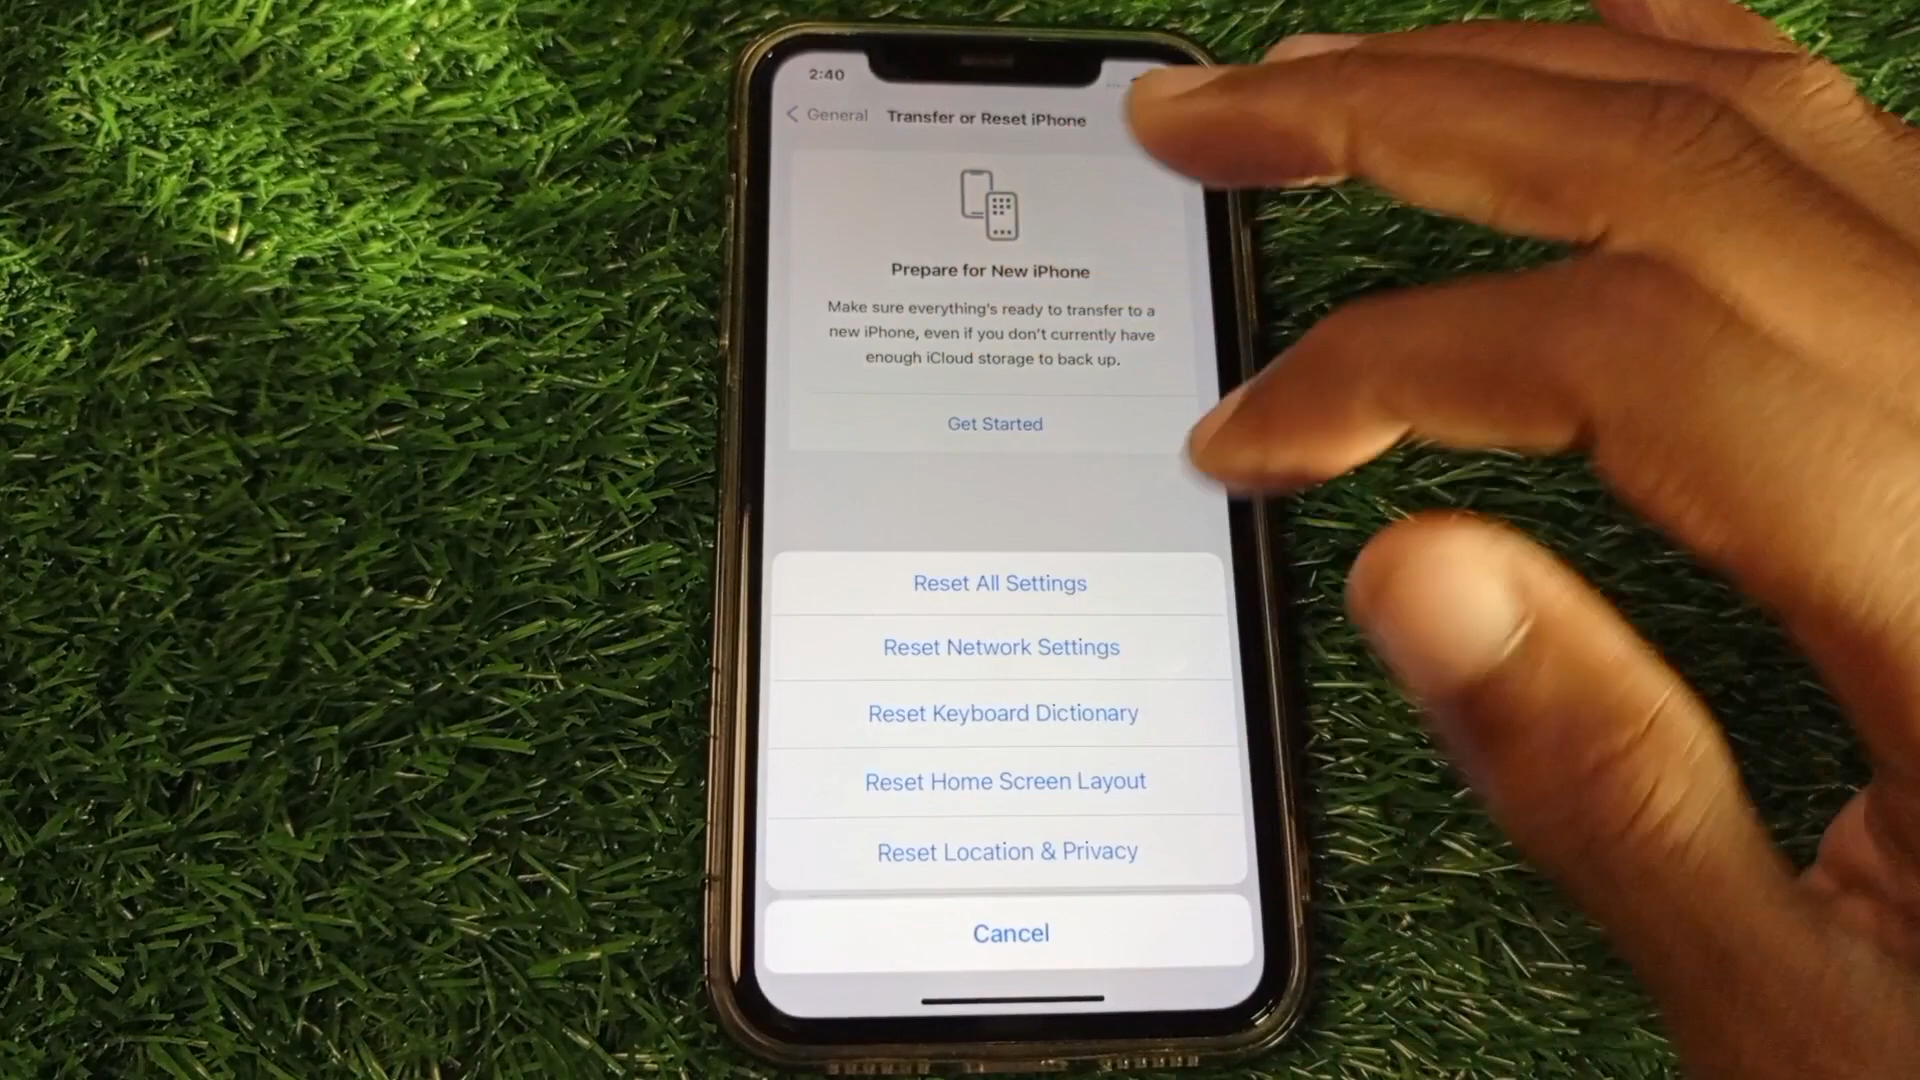 2:40
General
Transfer or Reset iPhone
Prepare for New iPhone
Make sure everything's ready to transfer to a
new iPhone, even if you don't currently have
enough iCloud storage to back up.
Get Started
Reset All Settings
Reset Network Settings
Reset Keyboard Dictionary
Reset Home Screen Layout
Reset Location & Privacy
Cancel